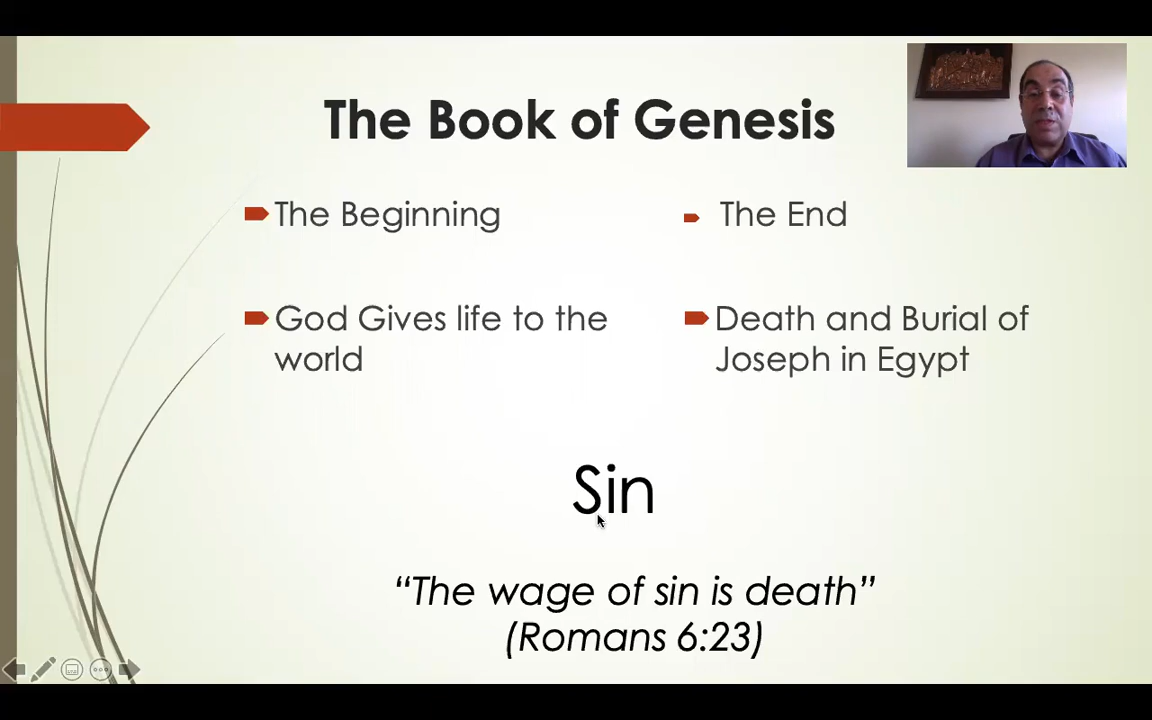 The Book of Genesis
The Beginning
The End
God Gives life to the
world
Death and Burial of
Joseph in Egypt
Sin
“The wage of sin is death”
(Romans 6:23)